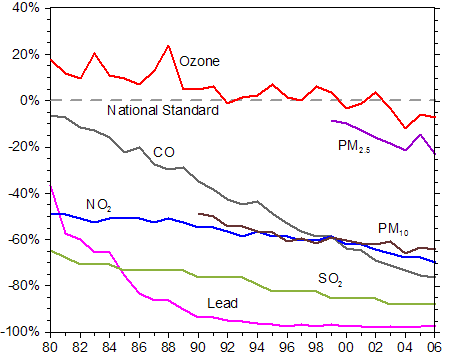 40%
20%
0%
-20%
-40%
-60%
-80%
-100%
Ozone
National Standard
CO
PM2.5
NO2
PM10
SO2
Lead
80 82 84 86 88 90 92 94 96 98 00 02 04 06